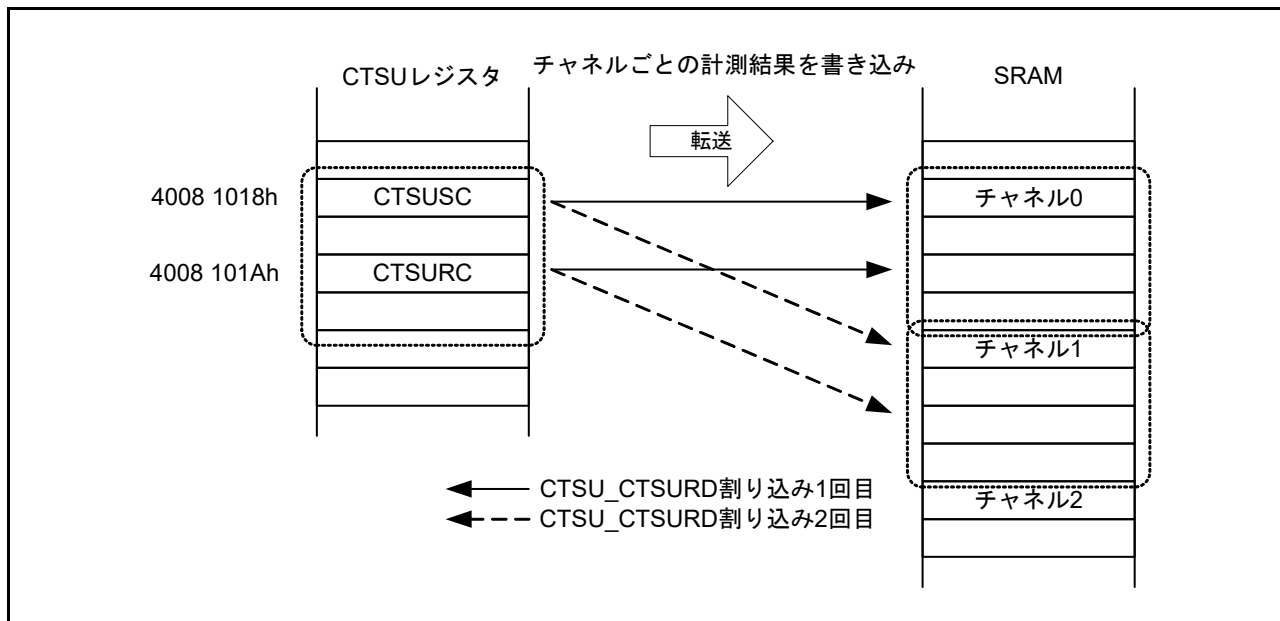 チャネルごとの計測結果を書き込み
CTSUレジスタ
SRAM
転送
4008 1018h
CTSUSC
チャネル0
4008 101Ah
CTSURC
チャネル1
CTSU_CTSURD割り込み1回目
チャネル2
CTSU_CTSURD割り込み2回目